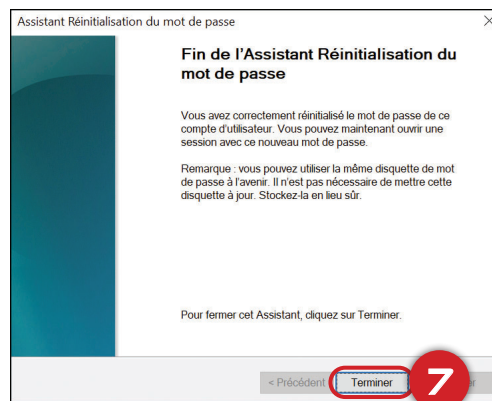 Assistant Réinitialisation du mot de passe
Fin de l'Assistant Réinitialisation du
mot de passe
Vous avez correctement réinitialisé le mot de passe de ce
compte d'utilisateur. Vous pouvez maintenant ouvrir une
session avec ce nouveau mot de passe.
Remarque : vous pouvez utiliser la même disquette de mot
de passe à l'avenir. Il n'est pas nécessaire de mettre cette
disquette à jour. Stockez-la en lieu sûr.
Pour fermer cet Assistant, cliquez sur Terminer.
< Précédent Terminer 7